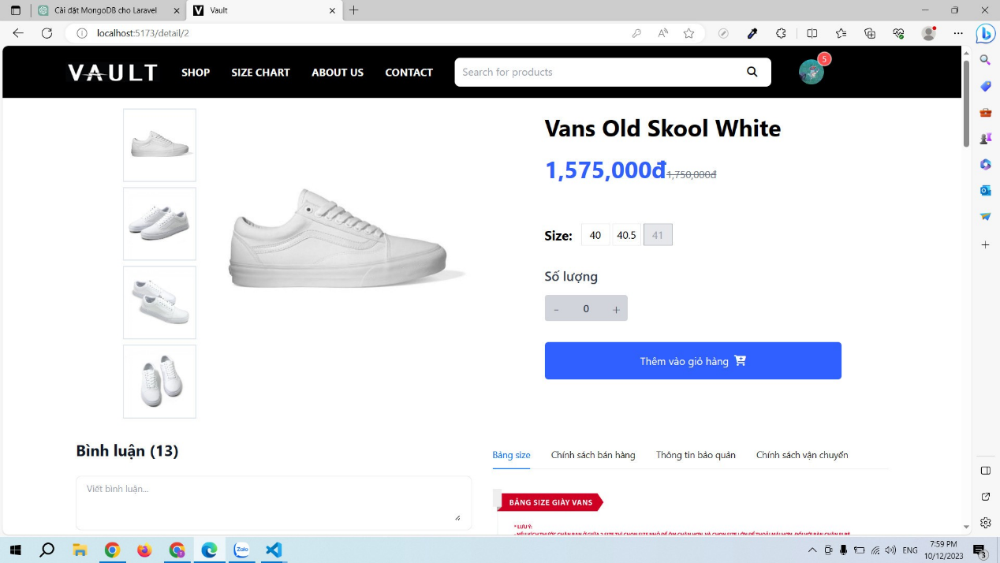 Cài đặt MongoDB cho Laravel
Vault
localhost:5173/detail/2
VAULT
SHOP
SIZE CHART
ABOUT US
CONTACT
Search for products
5
Vans Old Skool White
1,575,000đ
1,750,000đ
Size:
40
40.5
41
Số lượng
-
0
+
Thêm vào giỏ hàng
Bình luận (13)
Viết bình luận...
Bảng size
Chính sách bán hàng
Thông tin bảo quản
Chính sách vận chuyển
BẢNG SIZE GIÀY VANS
* LƯU Ý:
Zalo
ENG
7:59 PM
10/12/2023
3